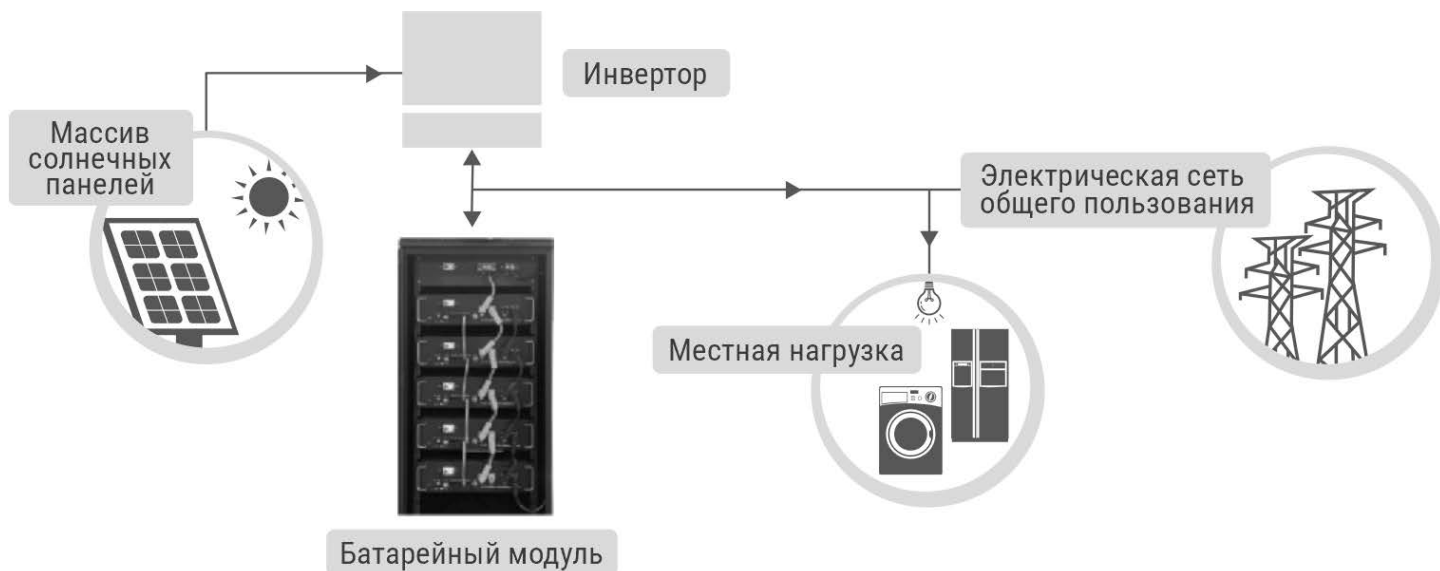 Инвертор
Массив
солнечных
панелей
Электрическая сеть
общего пользования
Местная нагрузка
Батарейный модуль